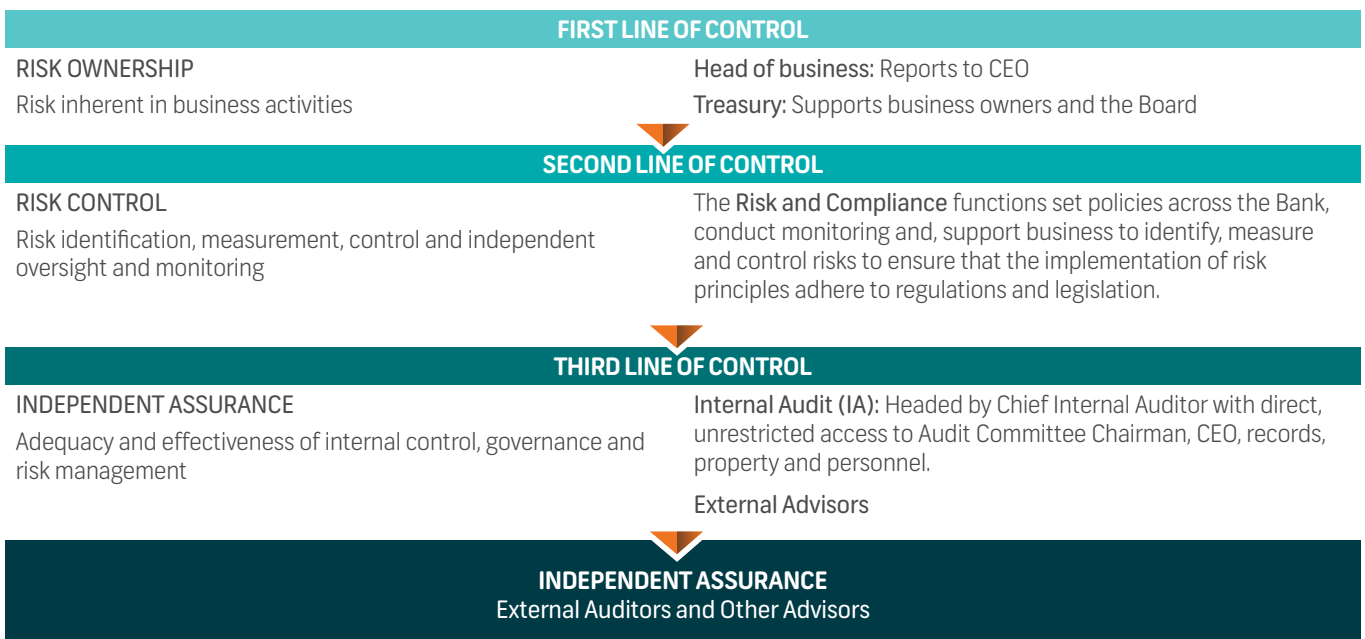 FIRST LINE OF CONTROL
RISK OWNERSHIP
Risk inherent in business activities
Head of business: Reports to CEO
Treasury: Supports business owners and the Board
SECOND LINE OF CONTROL
RISK CONTROL
Risk identification, measurement, control and independent
oversight and monitoring
The Risk and Compliance functions set policies across the Bank,
conduct monitoring and, support business to identify, measure
and control risks to ensure that the implementation of risk
principles adhere to regulations and legislation.
THIRD LINE OF CONTROL
INDEPENDENT ASSURANCE
Adequacy and effectiveness of internal control, governance and
risk management
Internal Audit (IA): Headed by Chief Internal Auditor with direct,
unrestricted access to Audit Committee Chairman, CEO, records,
property and personnel.
External Advisors
INDEPENDENT ASSURANCE
External Auditors and Other Advisors